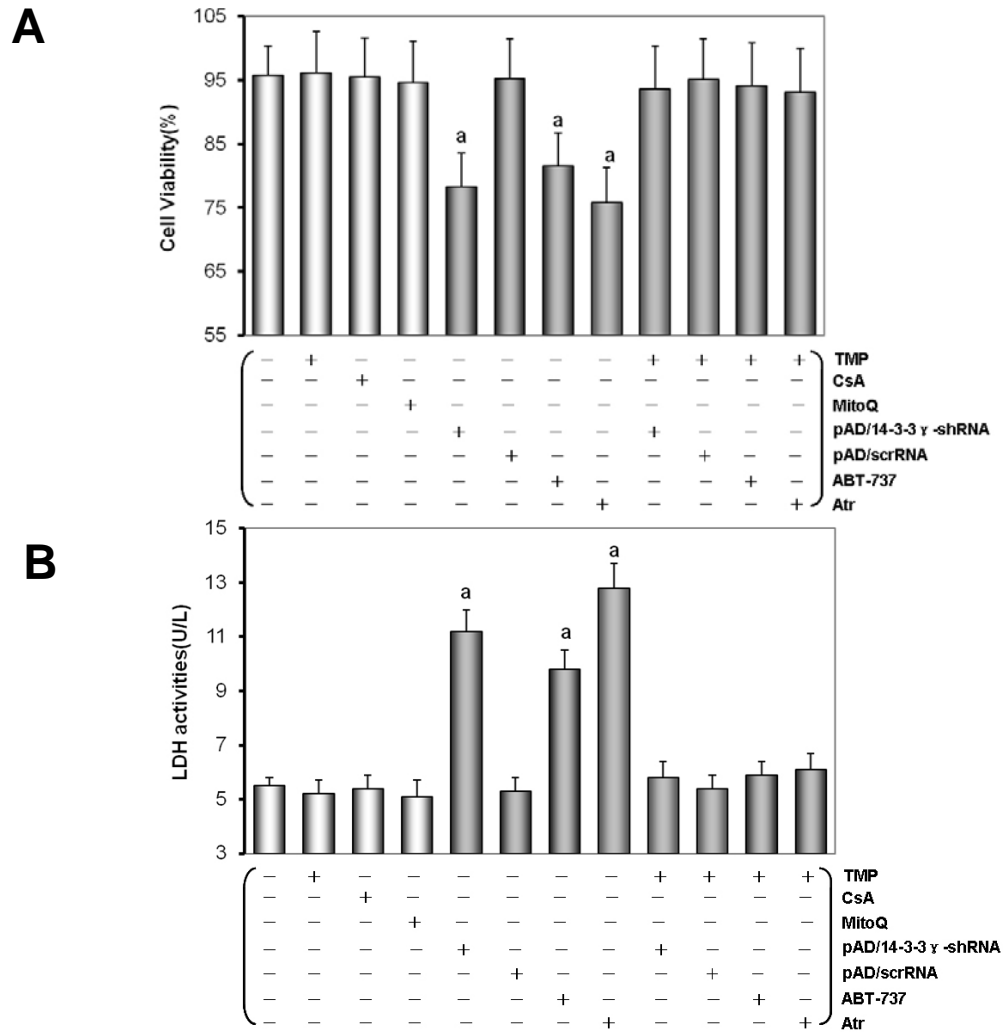 A
Cell Viability(%)
105
95
85
75
65
55
a
a
a
– + – – – – – – + + + + TMP
– – + – – – – – – – – – CsA
– – – + – – – – – – – – MitoQ
– – – – + – – – + – – – pAD/14-3-3γ-shRNA
– – – – – + – – – + – – pAD/scrRNA
– – – – – – + – – – + – ABT-737
– – – – – – – + – – – + Atr
B
LDH activities(U/L)
15
13
11
9
7
5
3
a
a
a
– + – – – – – – + + + + TMP
– – + – – – – – – – – – CsA
– – – + – – – – – – – – MitoQ
– – – – + – – – + – – – pAD/14-3-3γ-shRNA
– – – – – + – – – + – – pAD/scrRNA
– – – – – – + – – – + – ABT-737
– – – – – – – + – – – + Atr